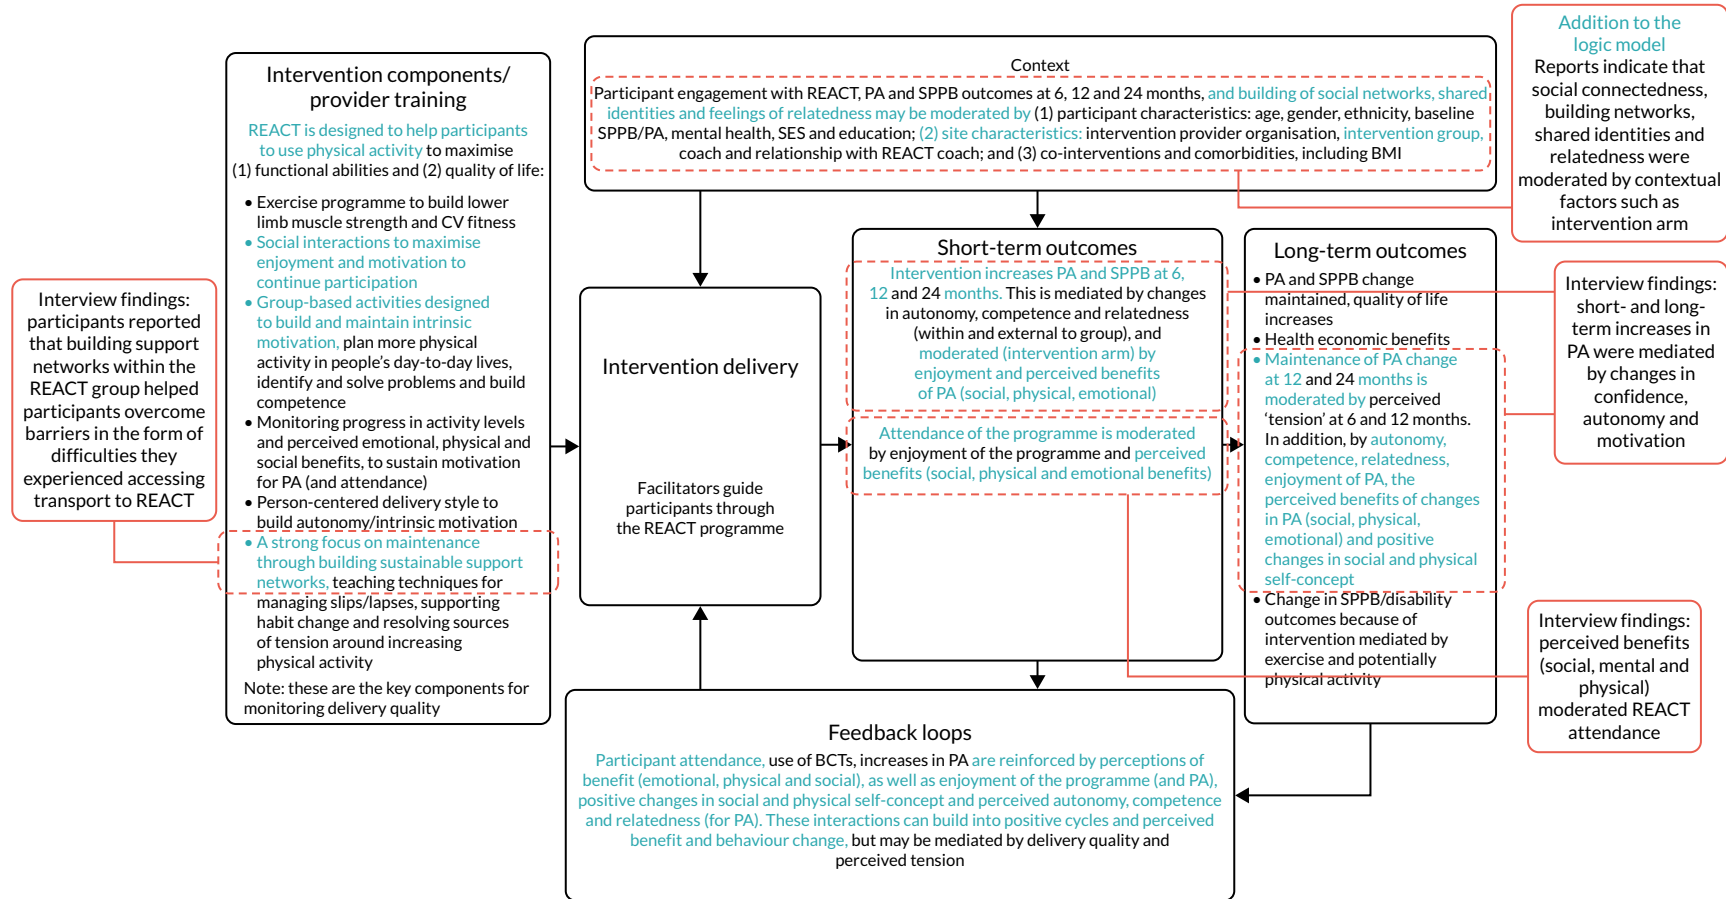 Interview findings:
participants reported
that building support
networks within the
REACT group helped
participants overcome
barriers in the form of
difficulties they
experienced accessing
transport to REACT
Intervention components/
provider training
REACT is designed to help participants
to use physical activity to maximise
(1) functional abilities and (2) quality of life:
• Exercise programme to build lower
limb muscle strength and CV fitness
• Social interactions to maximise
enjoyment and motivation to
continue participation
• Group-based activities designed
to build and maintain intrinsic
motivation, plan more physical
activity in people's day-to-day lives,
identify and solve problems and build
competence
• Monitoring progress in activity levels
and perceived emotional, physical and
social benefits, to sustain motivation
for PA (and attendance)
• Person-centered delivery style to
build autonomy/intrinsic motivation
• A strong focus on maintenance
through building sustainable support
networks, teaching techniques for
managing slips/lapses, supporting
habit change and resolving sources
of tension around increasing
physical activity
Note: these are the key components for
monitoring delivery quality
Context
Participant engagement with REACT, PA and SPPB outcomes at 6, 12 and 24 months, and building of social networks, shared
identities and feelings of relatedness may be moderated by (1) participant characteristics: age, gender, ethnicity, baseline
SPPB/PA, mental health, SES and education; (2) site characteristics: intervention provider organisation, intervention group,
coach and relationship with REACT coach; and (3) co-interventions and comorbidities, including BMI
Intervention delivery
Facilitators guide
participants through
the REACT programme
Short-term outcomes
Intervention increases PA and SPPB at 6,
12 and 24 months. This is mediated by changes
in autonomy, competence and relatedness
(within and external to group), and
moderated (intervention arm) by
enjoyment and perceived benefits
of PA (social, physical, emotional)
Attendance of the programme is moderated
by enjoyment of the programme and perceived
benefits (social, physical and emotional benefits)
Long-term outcomes
• PA and SPPB change
maintained, quality of life
increases
• Health economic benefits
• Maintenance of PA change
at 12 and 24 months is
moderated by perceived
'tension' at 6 and 12 months.
In addition, by autonomy,
competence, relatedness,
enjoyment of PA, the
perceived benefits of changes
in PA (social, physical,
emotional) and positive
changes in social and physical
self-concept
• Change in SPPB/disability
outcomes because of
intervention mediated by
exercise and potentially
physical activity
Feedback loops
Participant attendance, use of BCTs, increases in PA are reinforced by perceptions of
benefit (emotional, physical and social), as well as enjoyment of the programme (and PA),
positive changes in social and physical self-concept and perceived autonomy, competence
and relatedness (for PA). These interactions can build into positive cycles and perceived
benefit and behaviour change, but may be mediated by delivery quality and
perceived tension
Addition to the
logic model
Reports indicate that
social connectedness,
building networks,
shared identities and
relatedness were
moderated by contextual
factors such as
intervention arm
Interview findings:
short- and long-
term increases in
PA were mediated
by changes in
confidence,
autonomy and
motivation
Interview findings:
perceived benefits
(social, mental and
physical)
moderated REACT
attendance